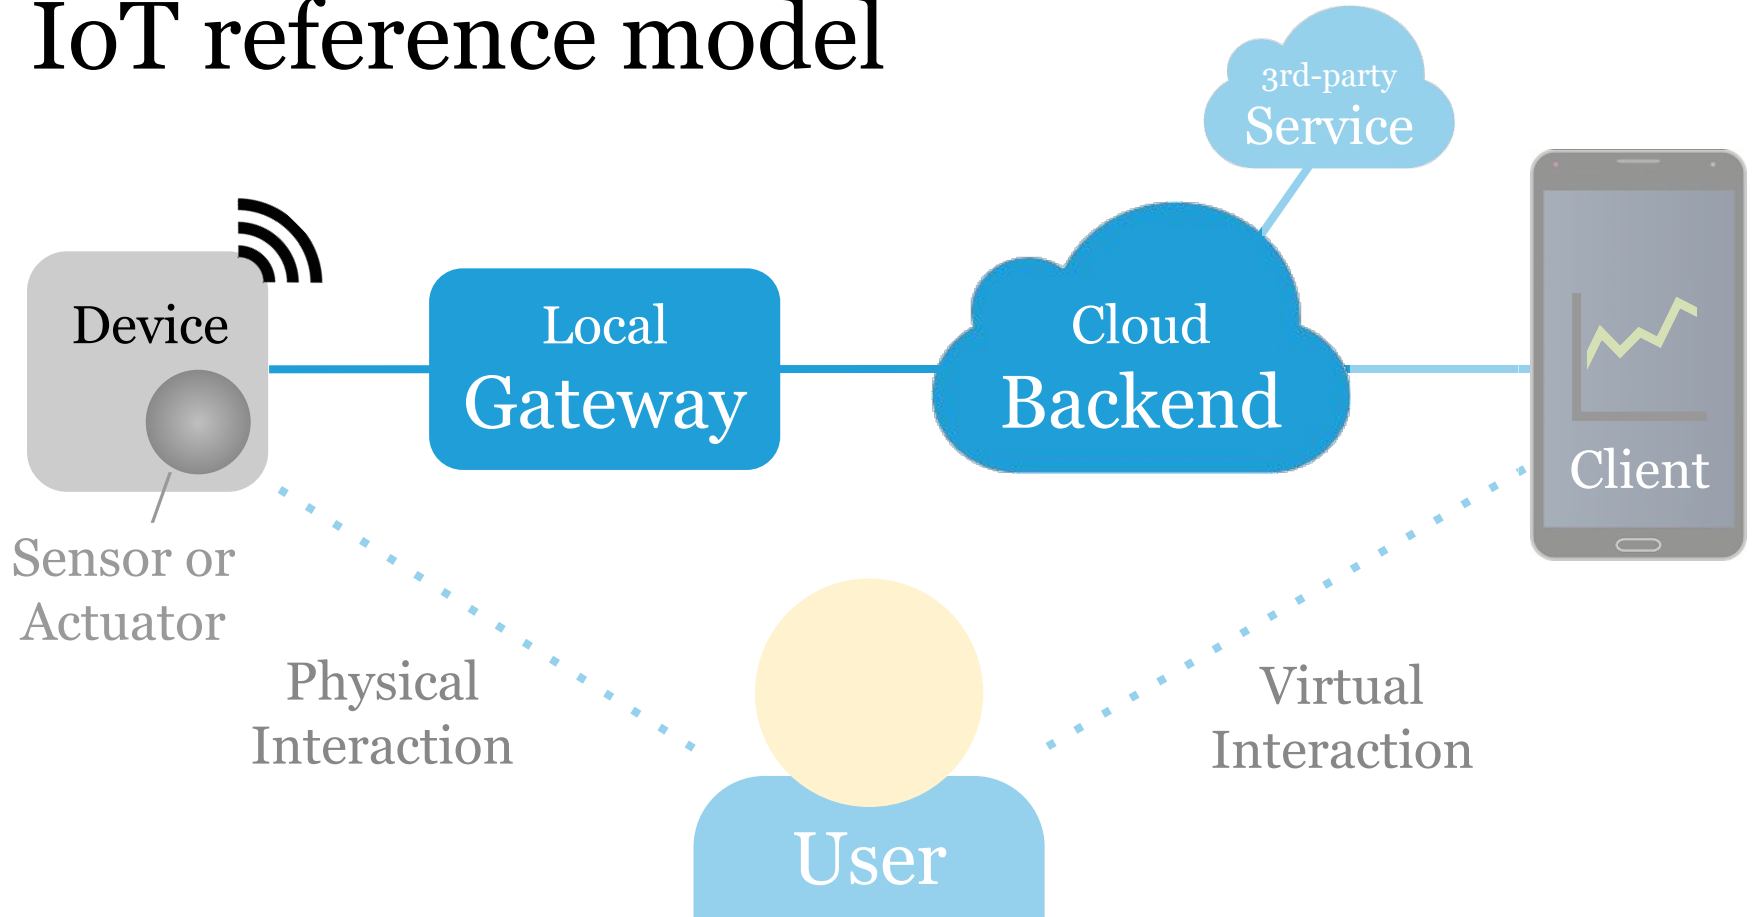 IoT reference model
3rd-party
Service
Device
Local
Gateway
Cloud
Backend
Client
Sensor or
Actuator
Physical
Interaction
Virtual
Interaction
User